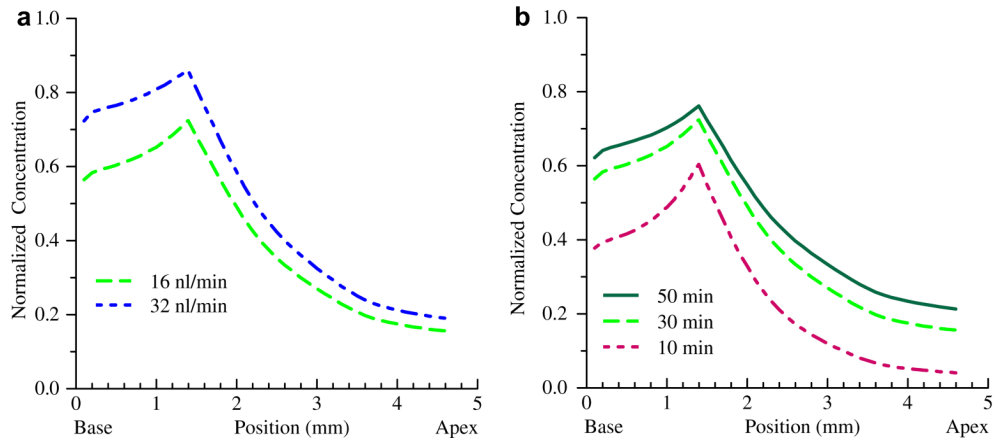 a
Normalized Concentration
1.0
0.8
0.6
0.4
0.2
0.0
16 nl/min
32 nl/min
0 1 2 3 4 5
Base Position (mm) Apex
b
Normalized Concentration
1.0
0.8
0.6
0.4
0.2
0.0
50 min
30 min
10 min
0 1 2 3 4 5
Base Position (mm) Apex